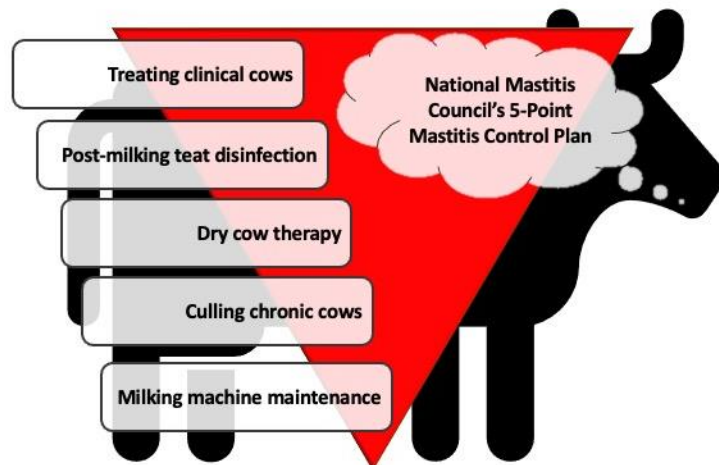 Treating clinical cows
National Mastitis
Council's 5-Point
Mastitis Control Plan
Post-milking teat disinfection
Dry cow therapy
Culling chronic cows
Milking machine maintenance